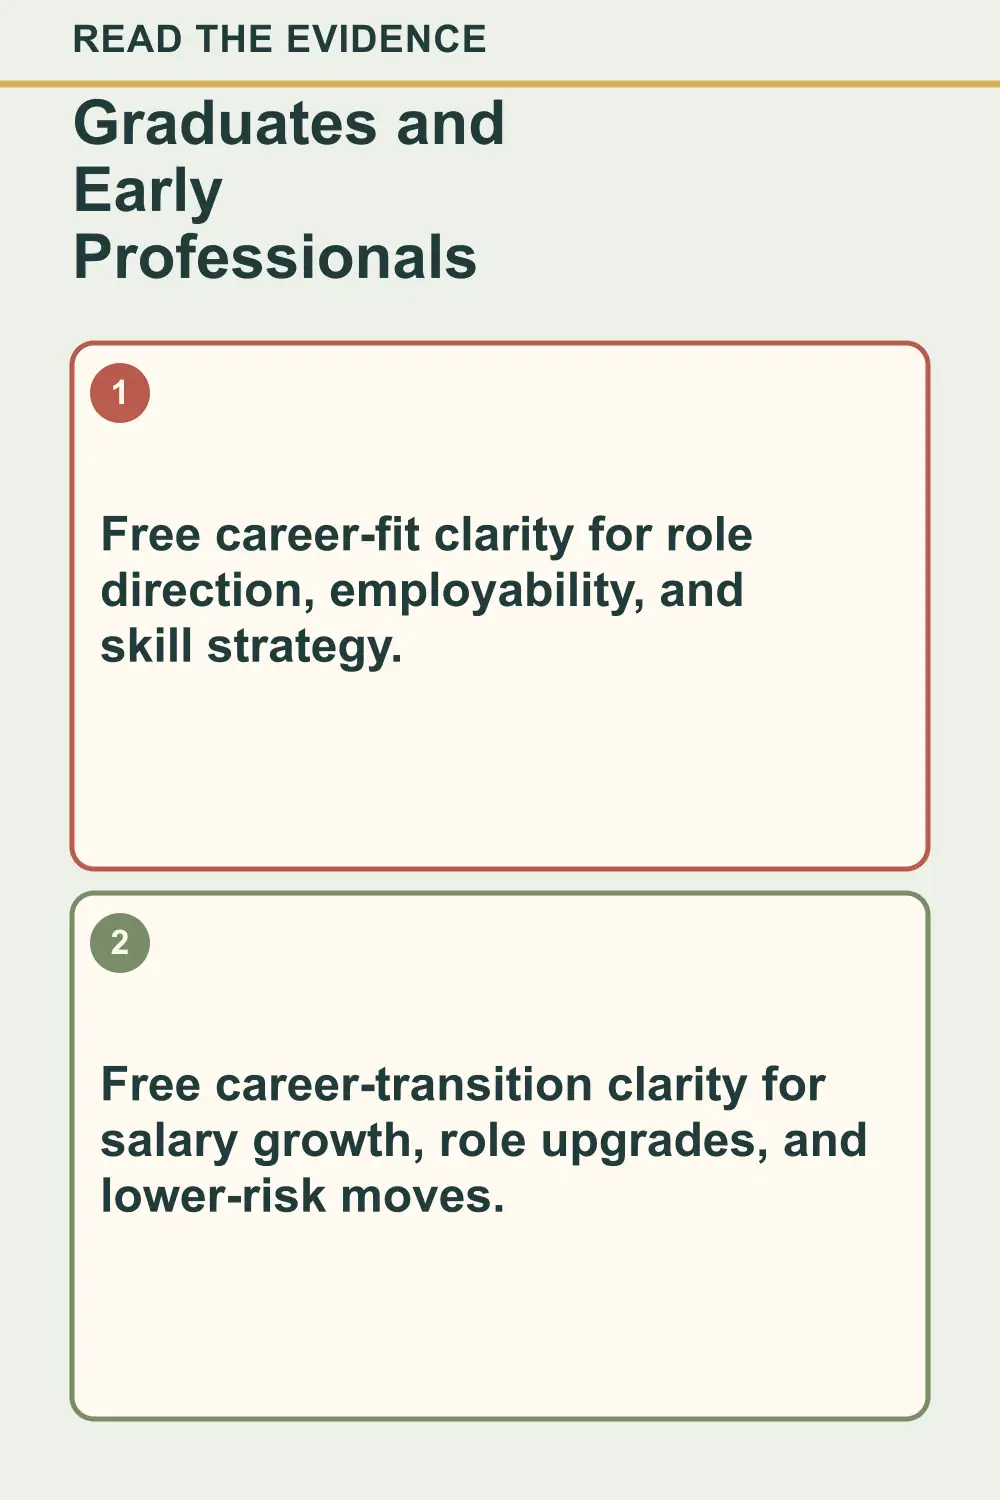 READ THE EVIDENCE
Graduates and
Early
Professionals
1
Free career-fit clarity for role
direction, employability, and
skill strategy.
2
Free career-transition clarity for
salary growth, role upgrades, and
lower-risk moves.